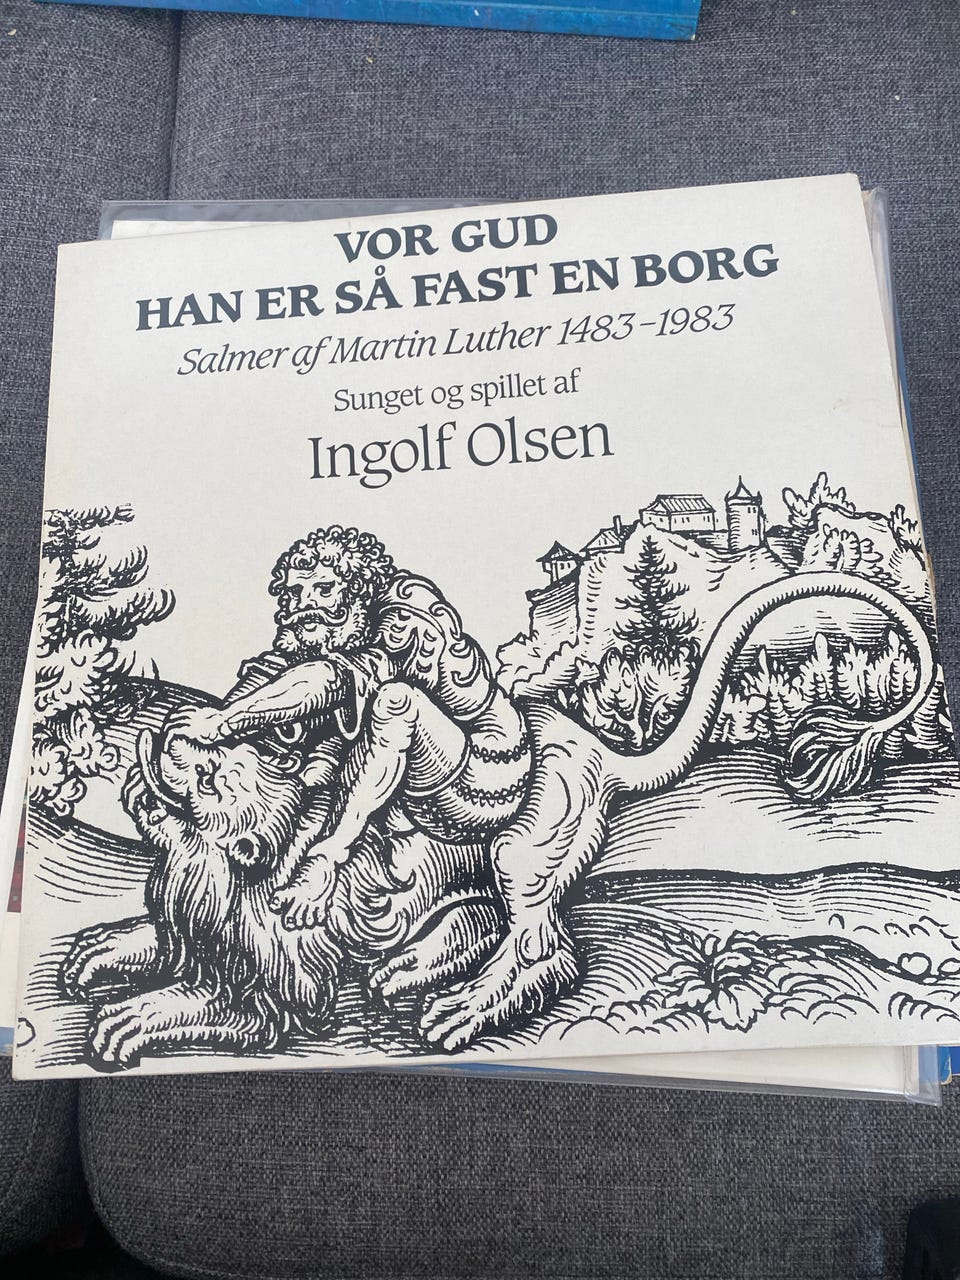 VOR GUD
HAN ER SÅ FAST EN BORG
Salmer af Martin Luther 1483-1983
Sunget og spillet af
Ingolf Olsen